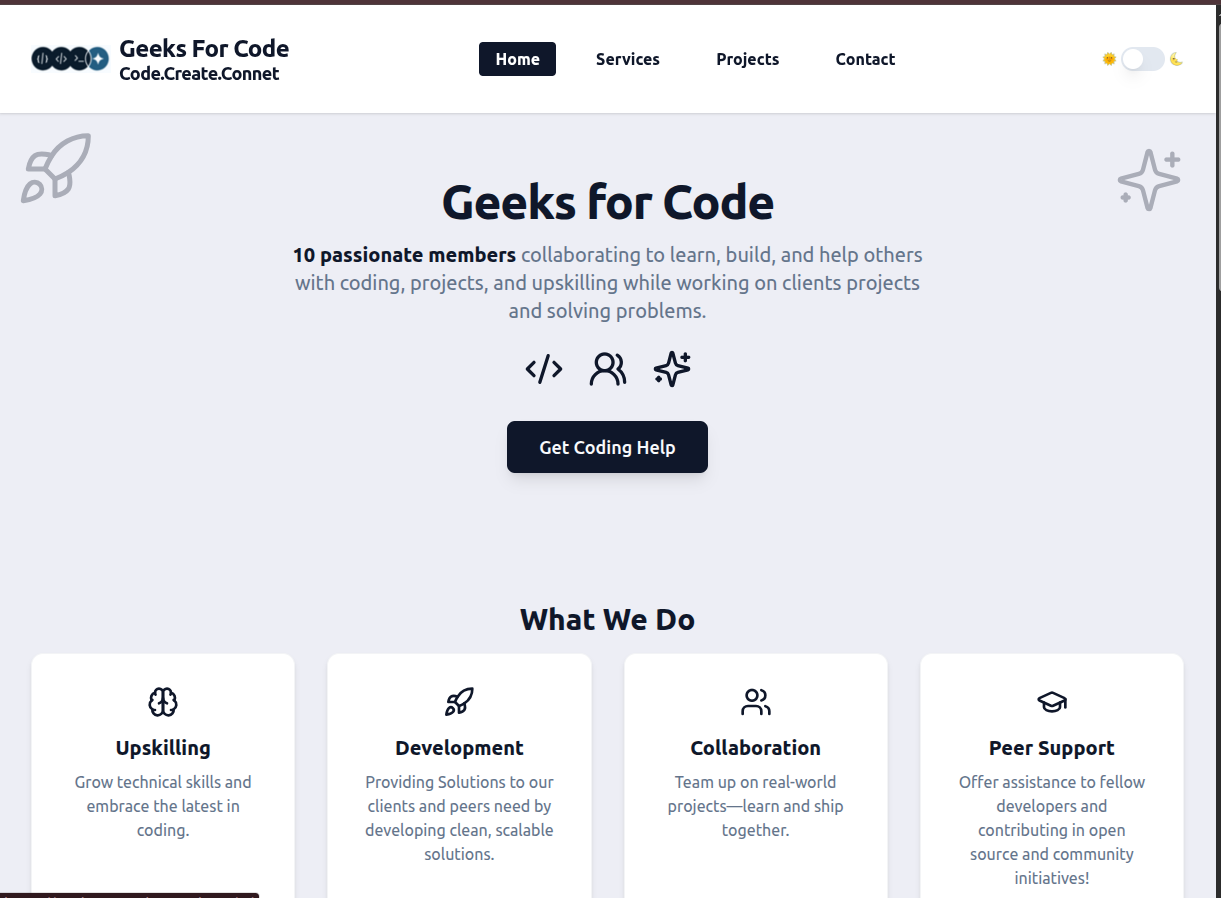 Geeks For Code
Code.Create.Connet
Home
Services
Projects
Contact
Geeks for Code
10 passionate members collaborating to learn, build, and help others
with coding, projects, and upskilling while working on clients projects
and solving problems.
Get Coding Help
What We Do
Upskilling
Grow technical skills and
embrace the latest in
coding.
Development
Providing Solutions to our
clients and peers need by
developing clean, scalable
solutions.
Collaboration
Team up on real-world
projects—learn and ship
together.
Peer Support
Offer assistance to fellow
developers and
contributing in open
source and community
initiatives!